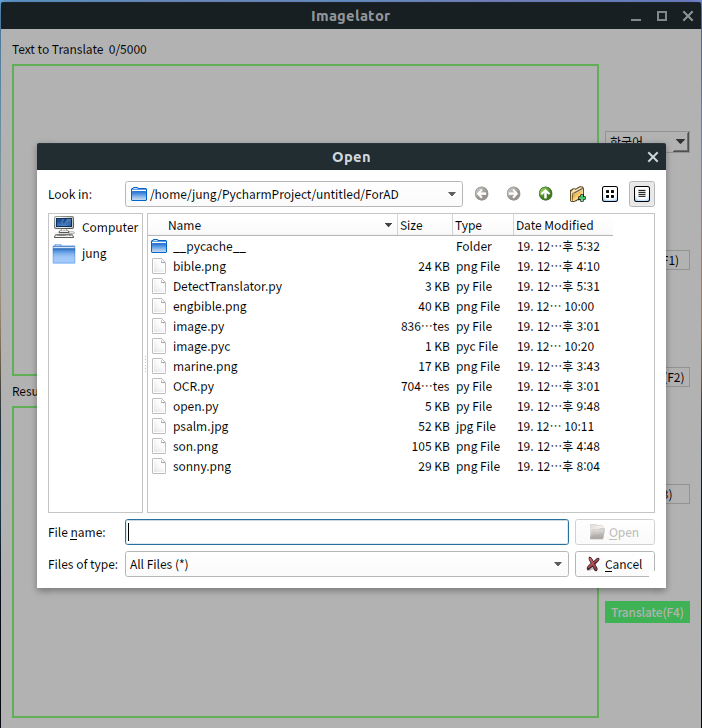 Imagelator
Text to Translate 0/5000
한국어
Open
Look in: /home/jung/PycharmProject/untitled/ForAD
Computer
jung
Name Size Type Date Modified
__pycache__ Folder 19. 12…후 5:32
bible.png 24 KB png File 19. 12…후 4:10
DetectTranslator.py 3 KB py File 19. 12…후 5:31
engbible.png 40 KB png File 19. 12… 10:00
image.py 836…tes py File 19. 12…후 3:01
image.pyc 1 KB pyc File 19. 12… 10:20
marine.png 17 KB png File 19. 12…후 3:43
OCR.py 704…tes py File 19. 12…후 3:01
open.py 5 KB py File 19. 12…후 9:48
psalm.jpg 52 KB jpg File 19. 12… 10:11
son.png 105 KB png File 19. 12…후 4:48
sonny.png 29 KB png File 19. 12…후 8:04
F1)
(F2)
Resu
)
File name: Open
Files of type: All Files (*) Cancel
Translate(F4)